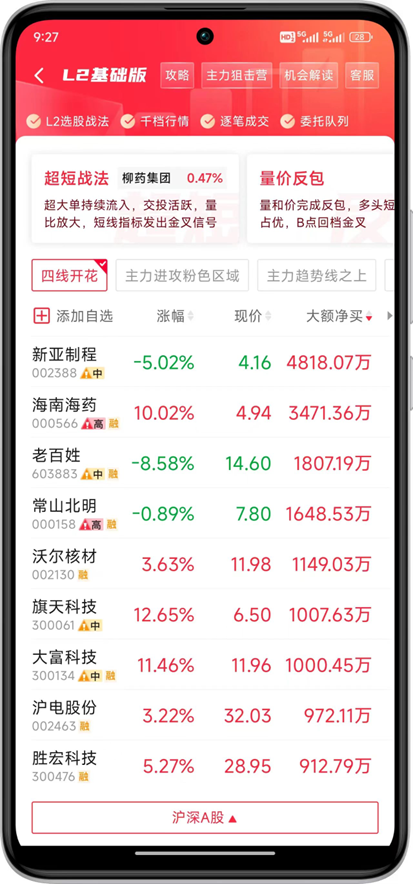 9:27
HD 5G 5G 28
L2基础版 攻略 主力狙击营 机会解读 客服
L2选股战法 千档行情 逐笔成交 委托队列
超短战法 柳药集团 0.47%
超大单持续流入，交投活跃，量
比放大，短线指标发出金叉信号
量价反包
量和价完成反包，多头短
占优，B点回档金叉
四线开花 主力进攻粉色区域 主力趋势线之上
添加自选 涨幅 现价 大额净买
新亚制程 -5.02% 4.16 4818.07万
002388 中
海南海药 10.02% 4.94 3471.36万
000566 高 融
老百姓 -8.58% 14.60 1807.19万
603883 中 融
常山北明 -0.89% 7.80 1648.53万
000158 高 融
沃尔核材 3.63% 11.98 1149.03万
002130 融
旗天科技 12.65% 6.50 1007.63万
300061 中
大富科技 11.46% 11.96 1000.45万
300134 中 融
沪电股份 3.22% 32.03 972.11万
002463 融
胜宏科技 5.27% 28.95 912.79万
300476 融
沪深A股